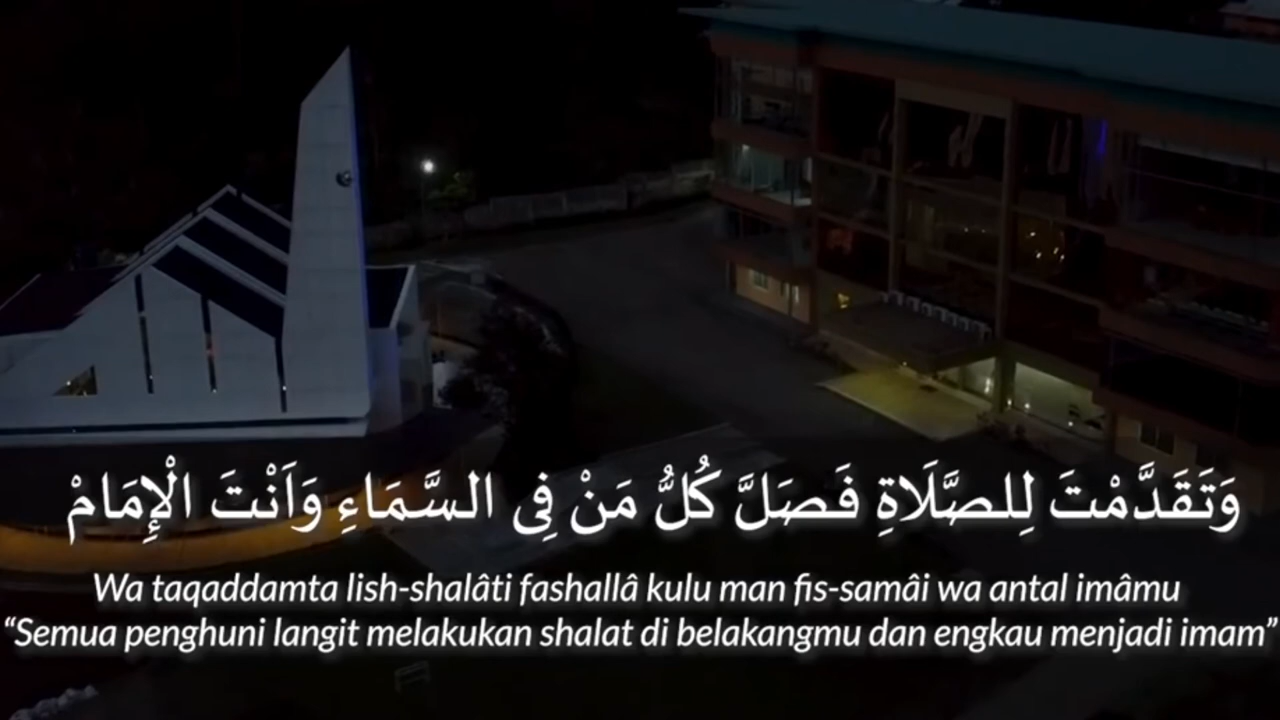 وَتَقَدَّمْتَ لِلصَّلَاةِ فَصَلَّ كُلُّ مَنْ فِى السَّمَاءِ وَاَنْتَ الْإِمَامْ
Wa taqaddamta lish-shalâti fashallâ kulu man fis-samâi wa antal imâmu
“Semua penghuni langit melakukan shalat di belakangmu dan engkau menjadi imam”